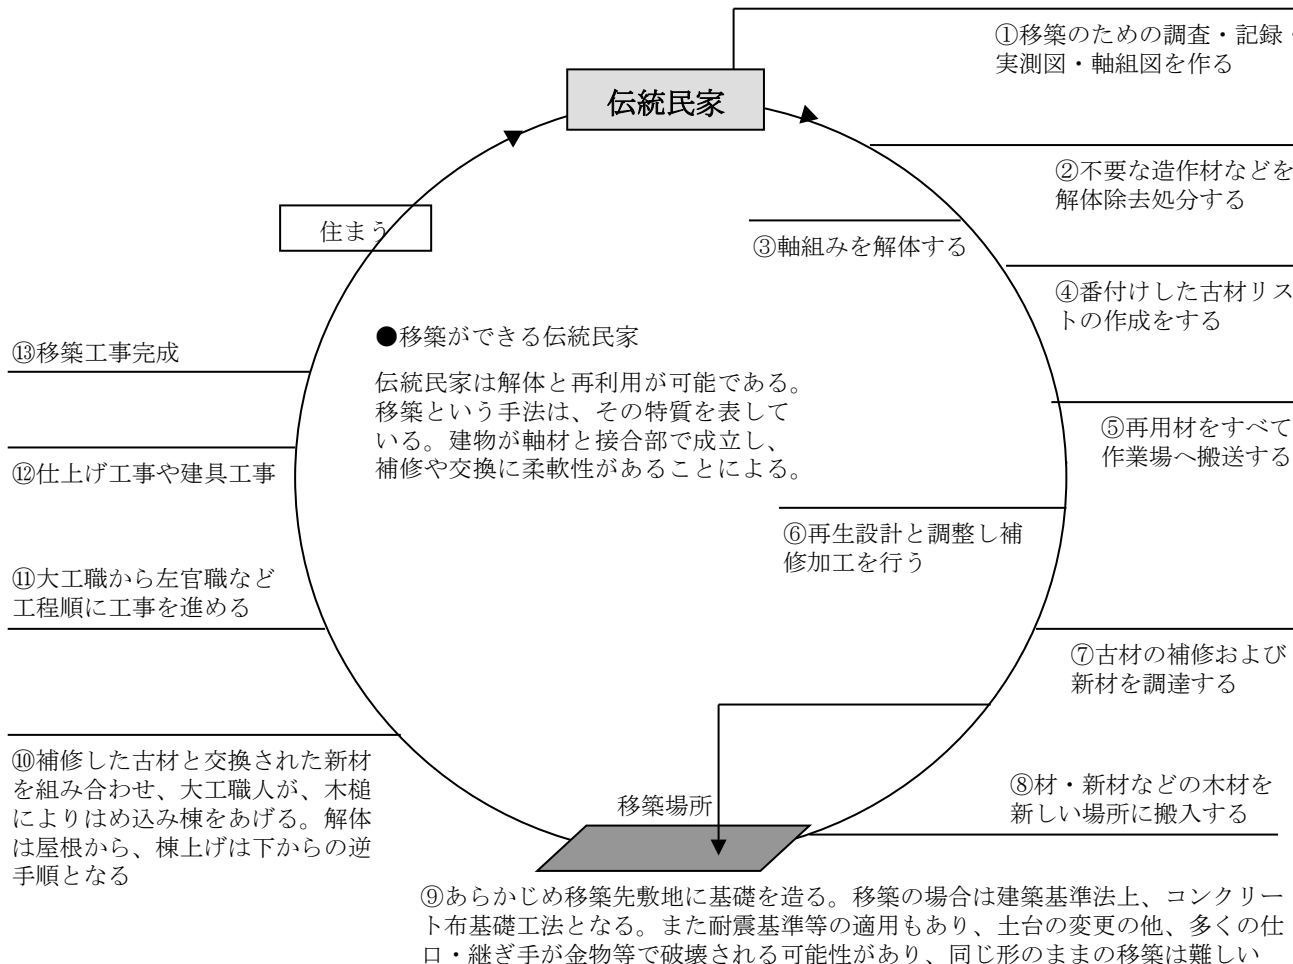 伝統民家
①移築のための調査・記録・
実測図・軸組図を作る
②不要な造作材などを
解体除去処分する
③軸組みを解体する
④番付けした古材リス
トの作成をする
⑤再用材をすべて
作業場へ搬送する
⑥再生設計と調整し補
修加工を行う
⑦古材の補修および
新材を調達する
⑧材・新材などの木材を
新しい場所に搬入する
移築場所
⑨あらかじめ移築先敷地に基礎を造る。移築の場合は建築基準法上、コンクリー
ト布基礎工法となる。また耐震基準等の適用もあり、土台の変更の他、多くの仕
口・継ぎ手が金物等で破壊される可能性があり、同じ形のままの移築は難しい
⑩補修した古材と交換された新材
を組み合わせ、大工職人が、木槌
によりはめ込み棟をあげる。解体
は屋根から、棟上げは下からの逆
手順となる
⑪大工職から左官職など
工程順に工事を進める
⑫仕上げ工事や建具工事
⑬移築工事完成
住まう
●移築ができる伝統民家
伝統民家は解体と再利用が可能である。
移築という手法は、その特質を表して
いる。建物が軸材と接合部で成立し、
補修や交換に柔軟性があることによる。